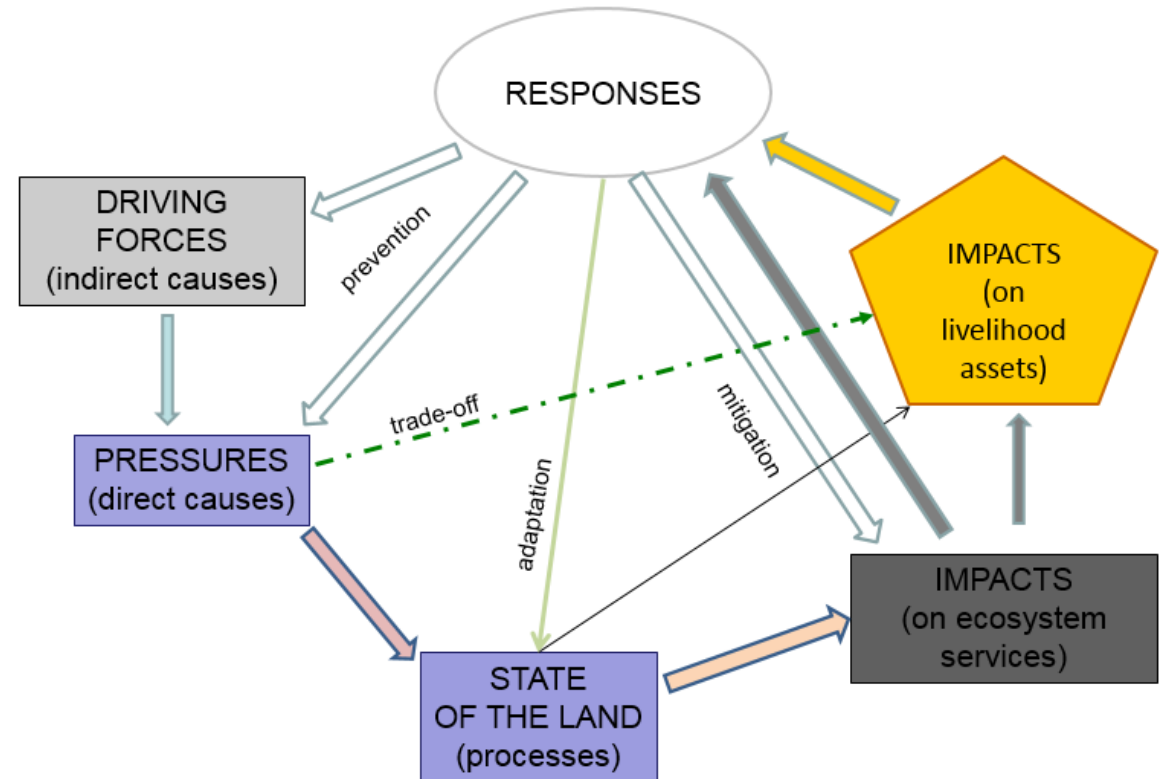 RESPONSES
DRIVING
FORCES
(indirect causes)
prevention
IMPACTS
(on
livelihood
assets)
trade-off
mitigation
PRESSURES
(direct causes)
adaptation
IMPACTS
(on ecosystem
services)
STATE
OF THE LAND
(processes)